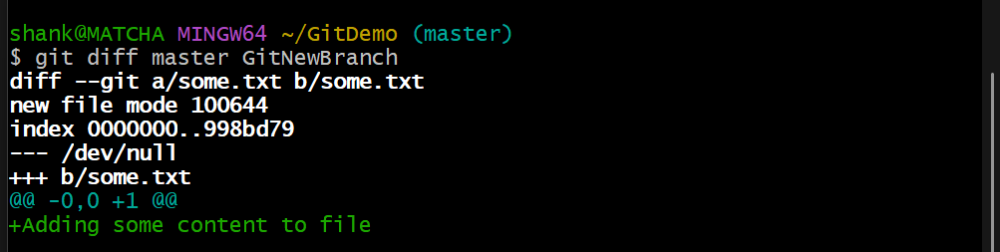 shank@MATCHA MINGW64 ~/GitDemo (master)
$ git diff master GitNewBranch
diff --git a/some.txt b/some.txt
new file mode 100644
index 0000000..998bd79
--- /dev/null
+++ b/some.txt
@@ -0,0 +1 @@
+Adding some content to file